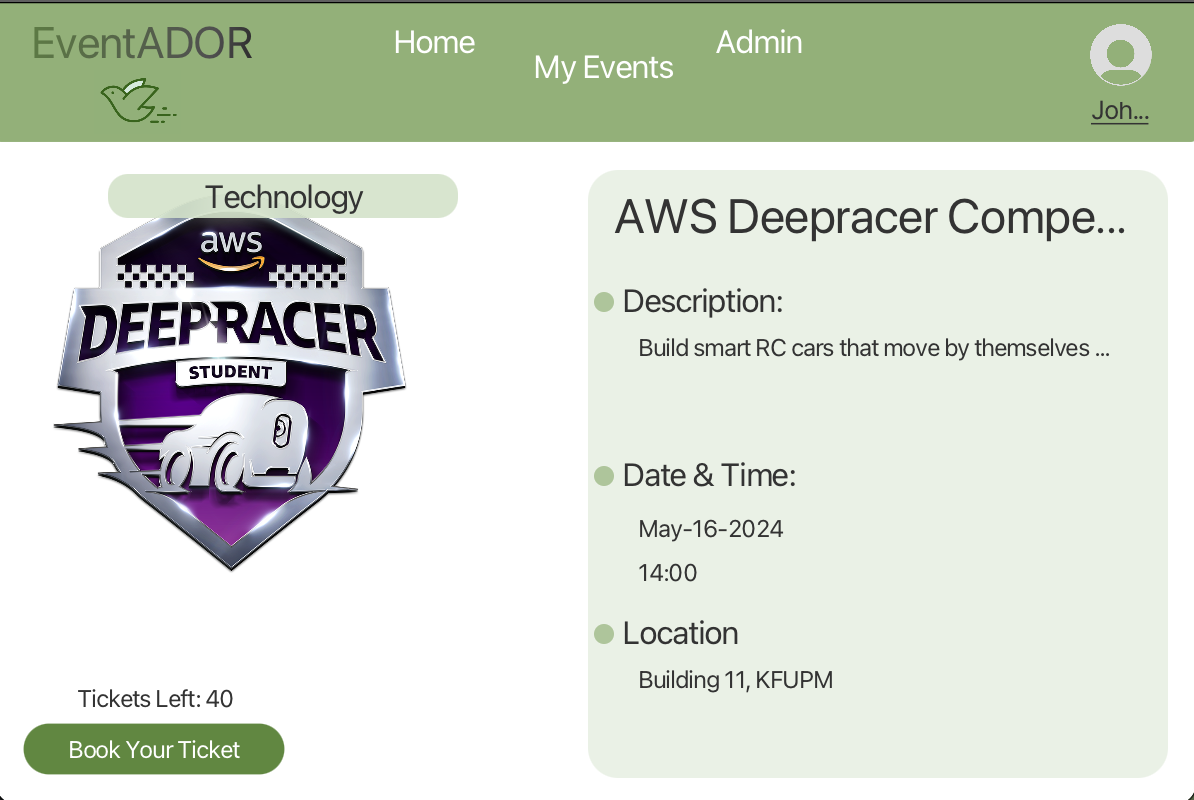 EventADOR
Home
My Events
Admin
Joh...
Technology
aws
DEEPRACER
STUDENT
Tickets Left: 40
Book Your Ticket
AWS Deepracer Compe...
Description:
Build smart RC cars that move by themselves ...
Date & Time:
May-16-2024
14:00
Location
Building 11, KFUPM